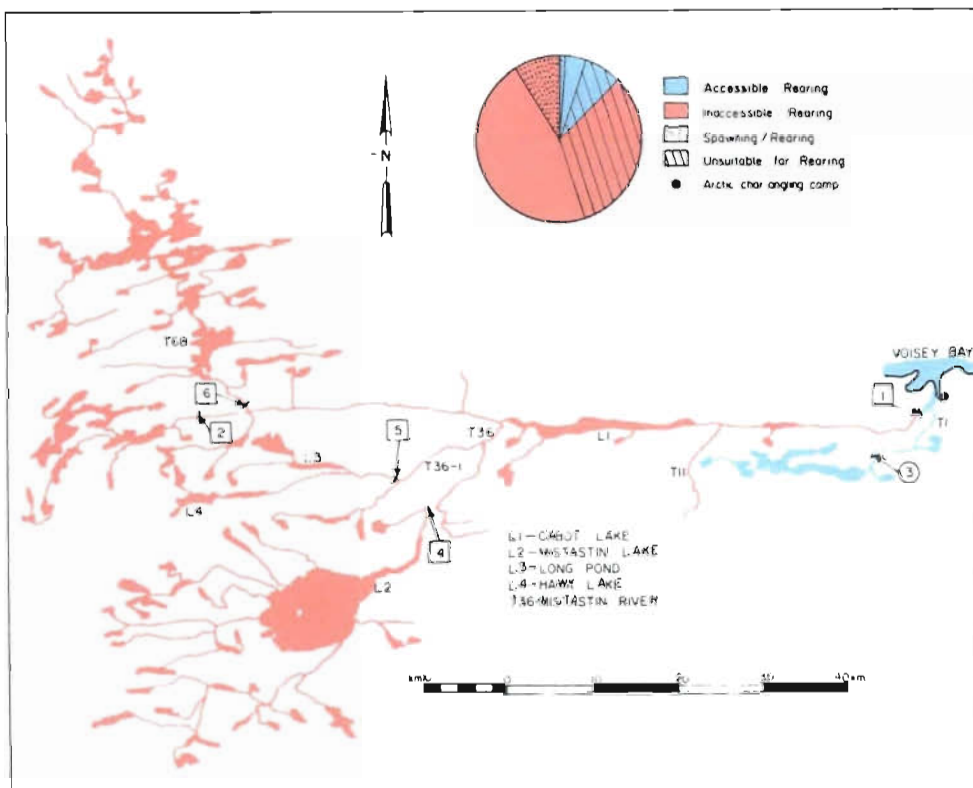 Accessible Rearing
Inaccessible Rearing
Spawning / Rearing
Unsuitable for Rearing
Arctic char angling camp
N
T68
VOISEY BAY
6
2
1
T1
5
T36
L1
L3
T36-1
T11
3
L4
4
L2
L1-CABOT LAKE
L2-MISTASTIN LAKE
L3-LONG POND
L4-HAWK LAKE
T36-MISTASTIN RIVER
0 10 20 30 40 km